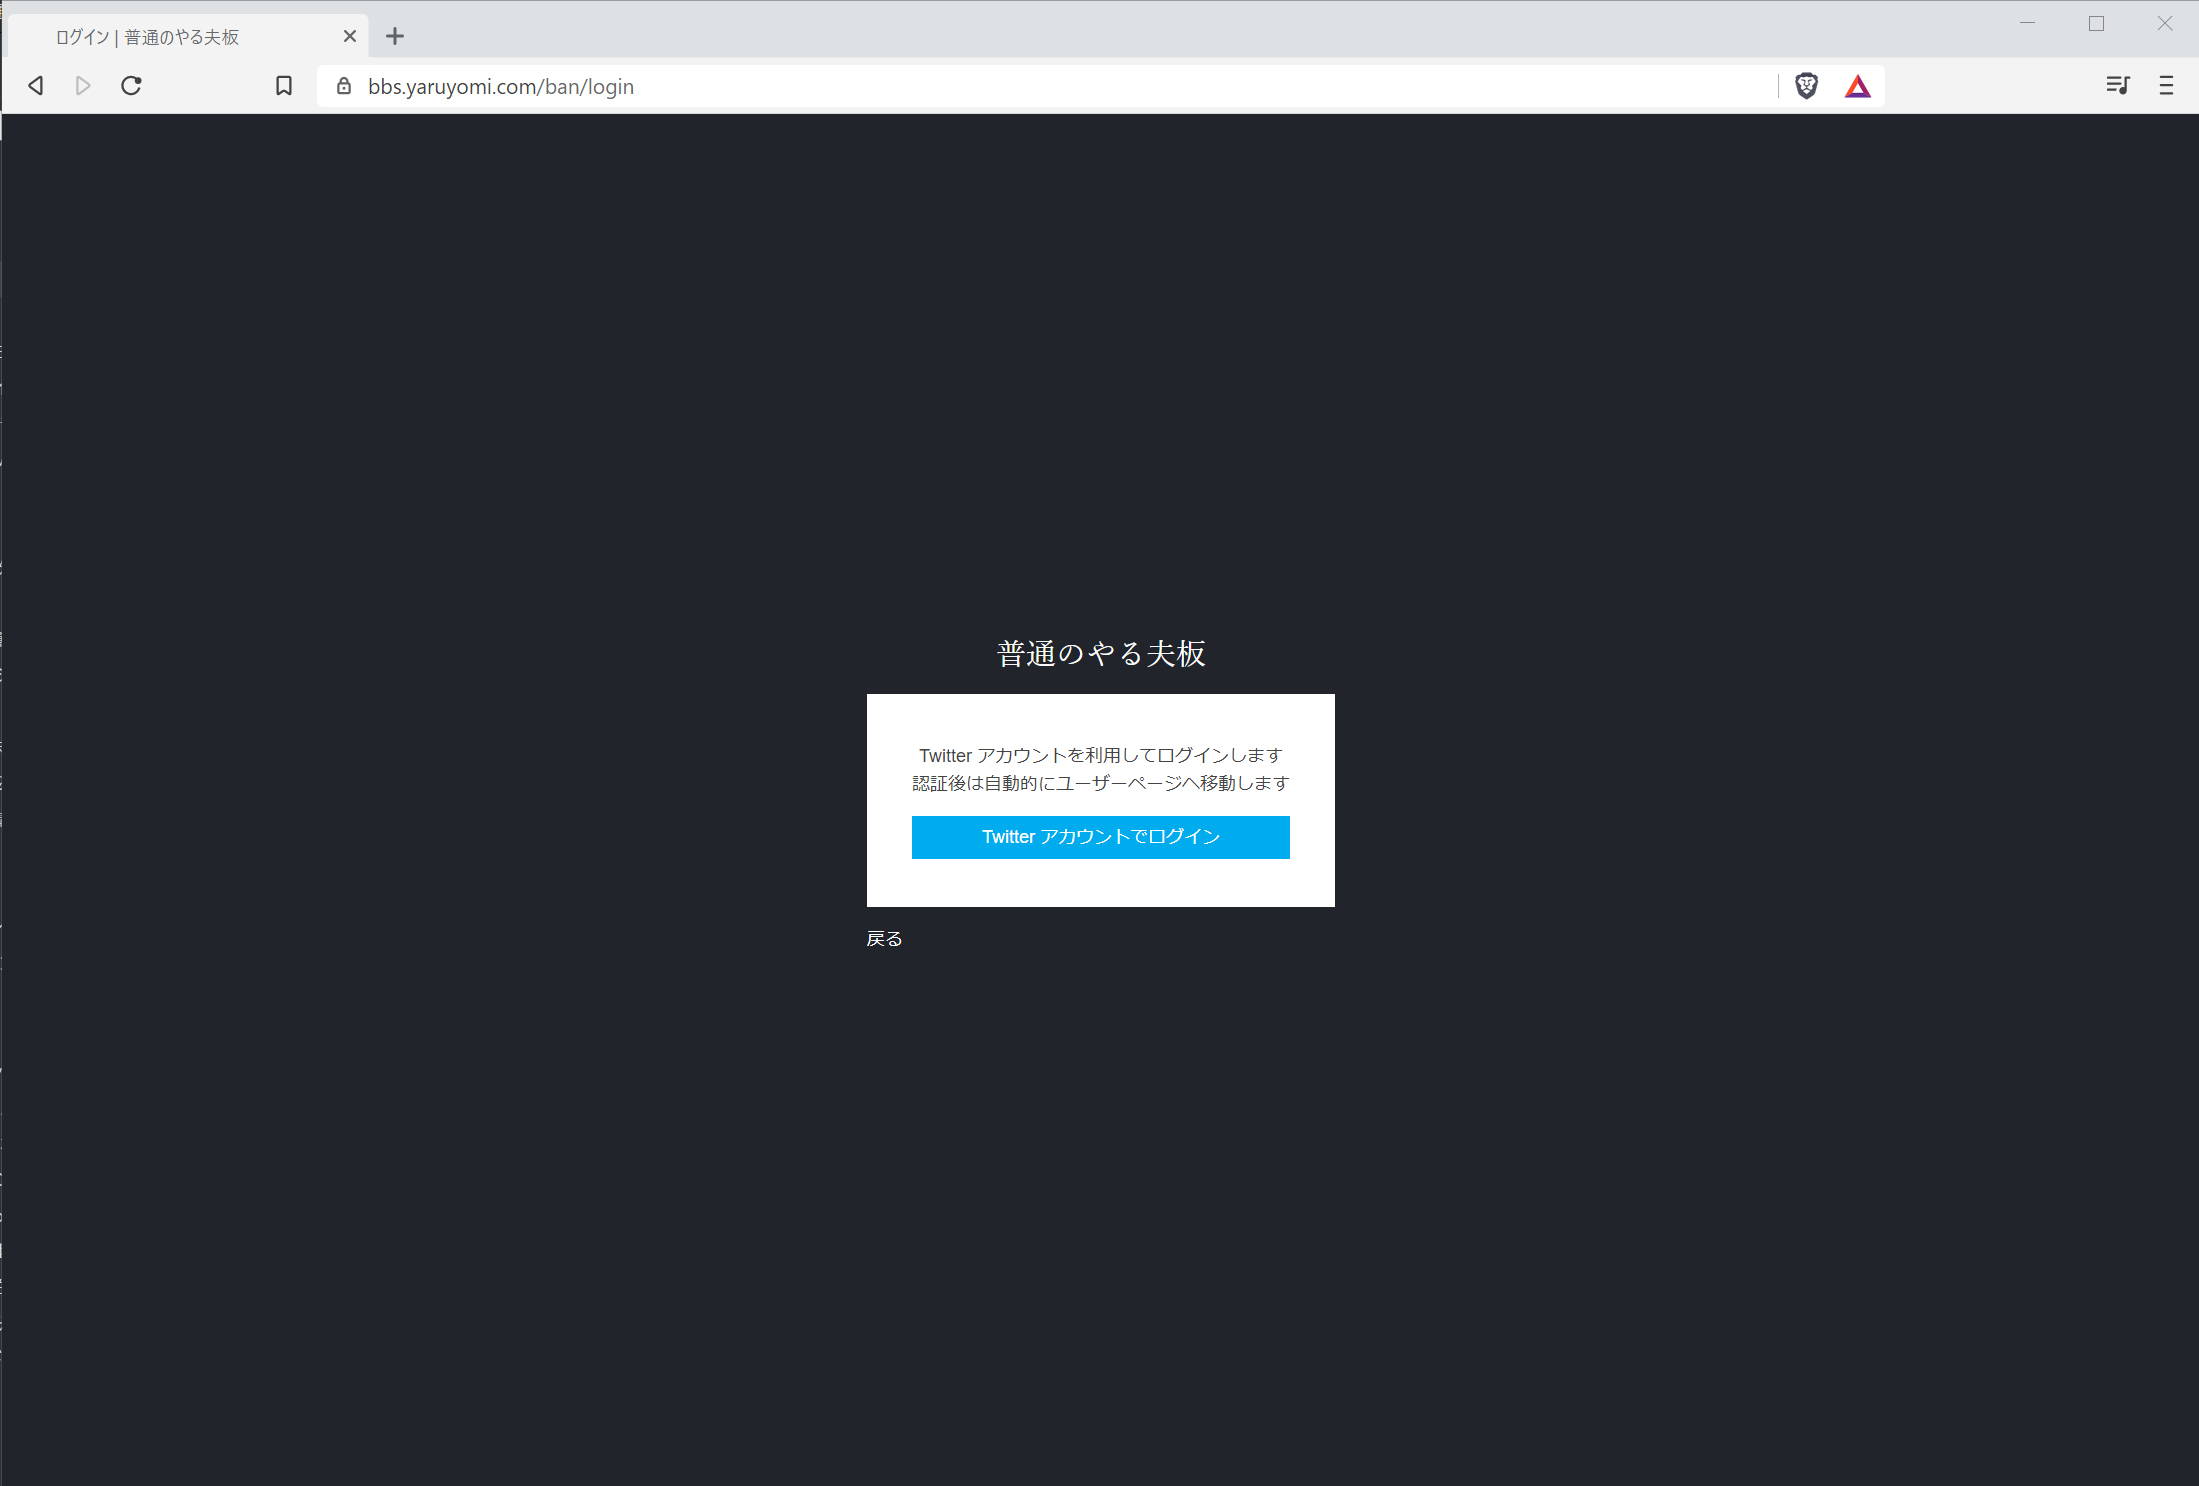 ログイン | 普通のやる夫板
bbs.yaruyomi.com/ban/login
普通のやる夫板
Twitter アカウントを利用してログインします
認証後は自動的にユーザーページへ移動します
Twitter アカウントでログイン
戻る